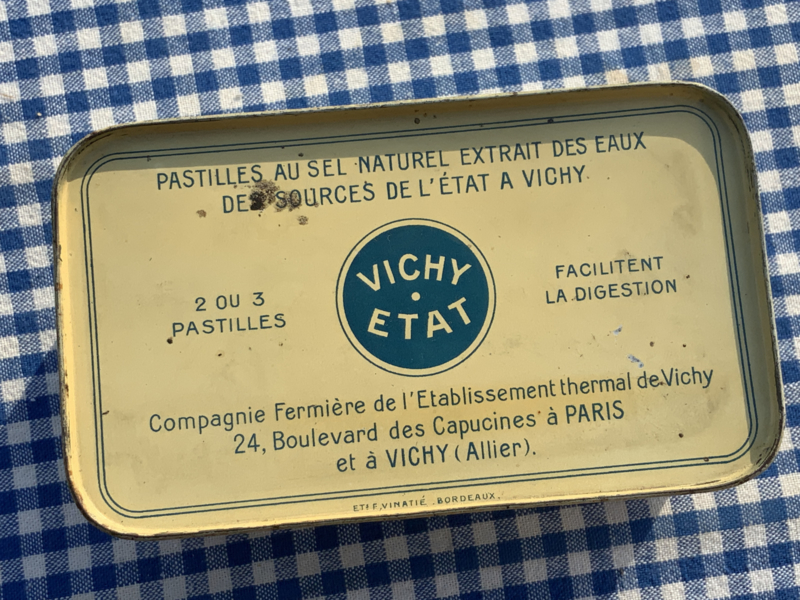 PASTILLES AU SEL NATUREL EXTRAIT DES EAUX
DES SOURCES DE L'ÉTAT A VICHY
2 OU 3
PASTILLES
VICHY
ETAT
FACILITENT
LA DIGESTION
Compagnie Fermière de l'Etablissement thermal de Vichy
24, Boulevard des Capucines à PARIS
et à VICHY (Allier).
VINATIÉ . BORDEAUX.